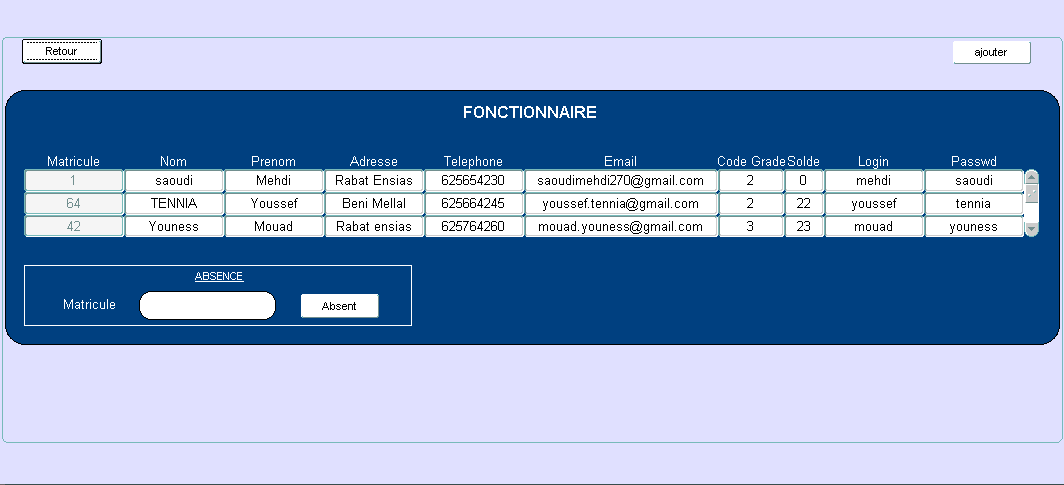 Retour ajouter
FONCTIONNAIRE
Matricule Nom Prenom Adresse Telephone Email Code Grade Solde Login Passwd
1 saoudi Mehdi Rabat Ensias 625654230 saoudimehdi270@gmail.com 2 0 mehdi saoudi
64 TENNIA Youssef Beni Mellal 625664245 youssef.tennia@gmail.com 2 22 youssef tennia
42 Youness Mouad Rabat ensias 625764260 mouad.youness@gmail.com 3 23 mouad youness
ABSENCE
Matricule Absent